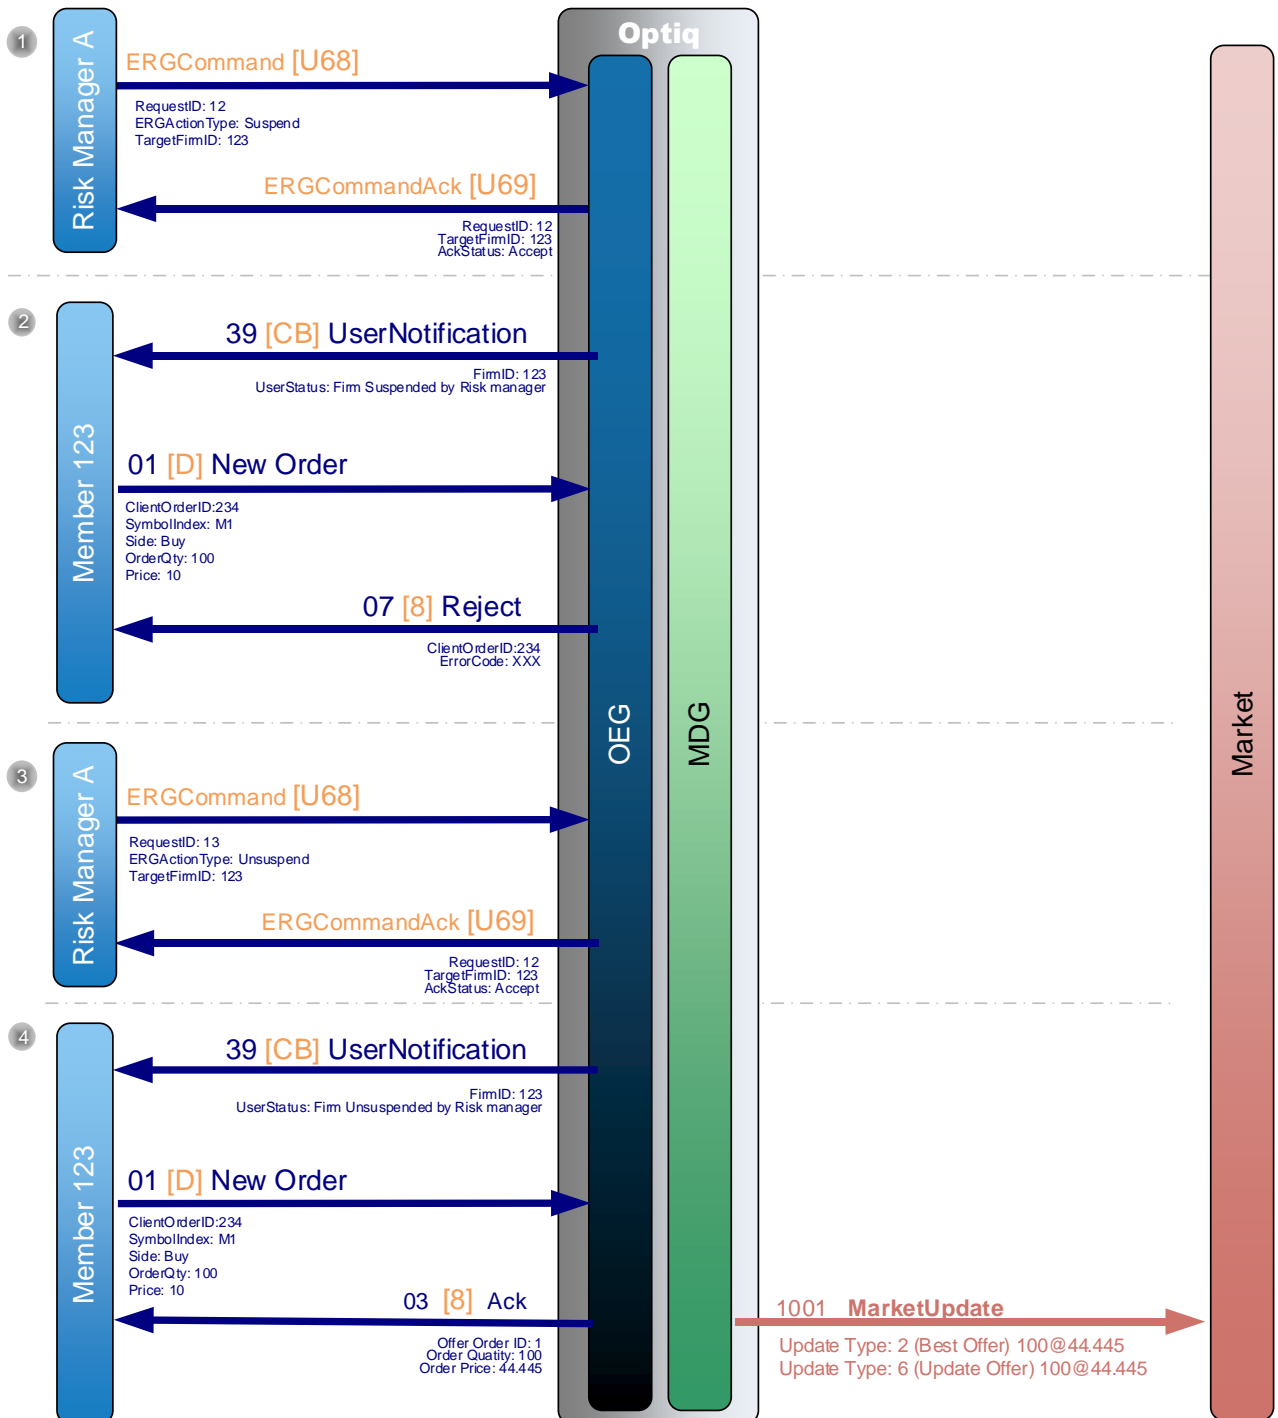 Optiq
1
Risk Manager A
ERGCommand [U68]
RequestID: 12
ERGActionType: Suspend
TargetFirmID: 123
ERGCommandAck [U69]
RequestID: 12
TargetFirmID: 123
AckStatus: Accept
2
Member 123
39 [CB] UserNotification
FirmID: 123
UserStatus: Firm Suspended by Risk manager
01 [D] New Order
ClientOrderID:234
SymbolIndex: M1
Side: Buy
OrderQty: 100
Price: 10
07 [8] Reject
ClientOrderID:234
ErrorCode: XXX
OEG
MDG
Market
3
Risk Manager A
ERGCommand [U68]
RequestID: 13
ERGActionType: Unsuspend
TargetFirmID: 123
ERGCommandAck [U69]
RequestID: 12
TargetFirmID: 123
AckStatus: Accept
4
Member 123
39 [CB] UserNotification
FirmID: 123
UserStatus: Firm Unsuspended by Risk manager
01 [D] New Order
ClientOrderID:234
SymbolIndex: M1
Side: Buy
OrderQty: 100
Price: 10
03 [8] Ack
Offer Order ID: 1
Order Quatity: 100
Order Price: 44.445
1001 MarketUpdate
Update Type: 2 (Best Offer) 100@44.445
Update Type: 6 (Update Offer) 100@44.445